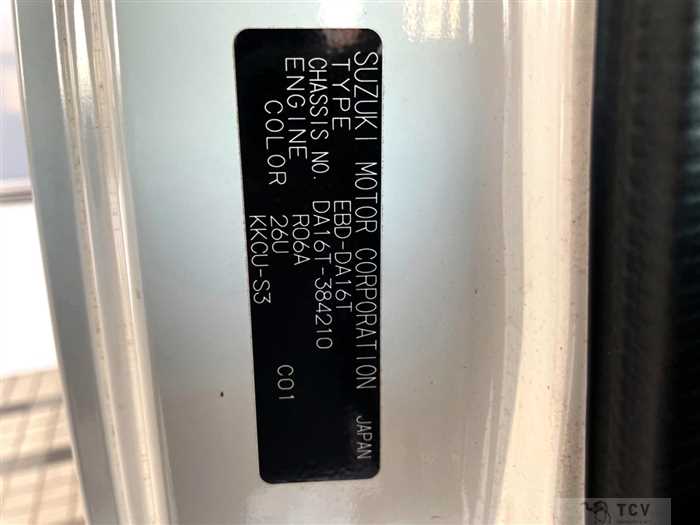 SUZUKI MOTOR CORPORATION JAPAN
TYPE EBD-DA16T
CHASSIS NO. DA16T-384210
ENGINE R06A
COLOR 26U C01
KKCU-S3
TCV